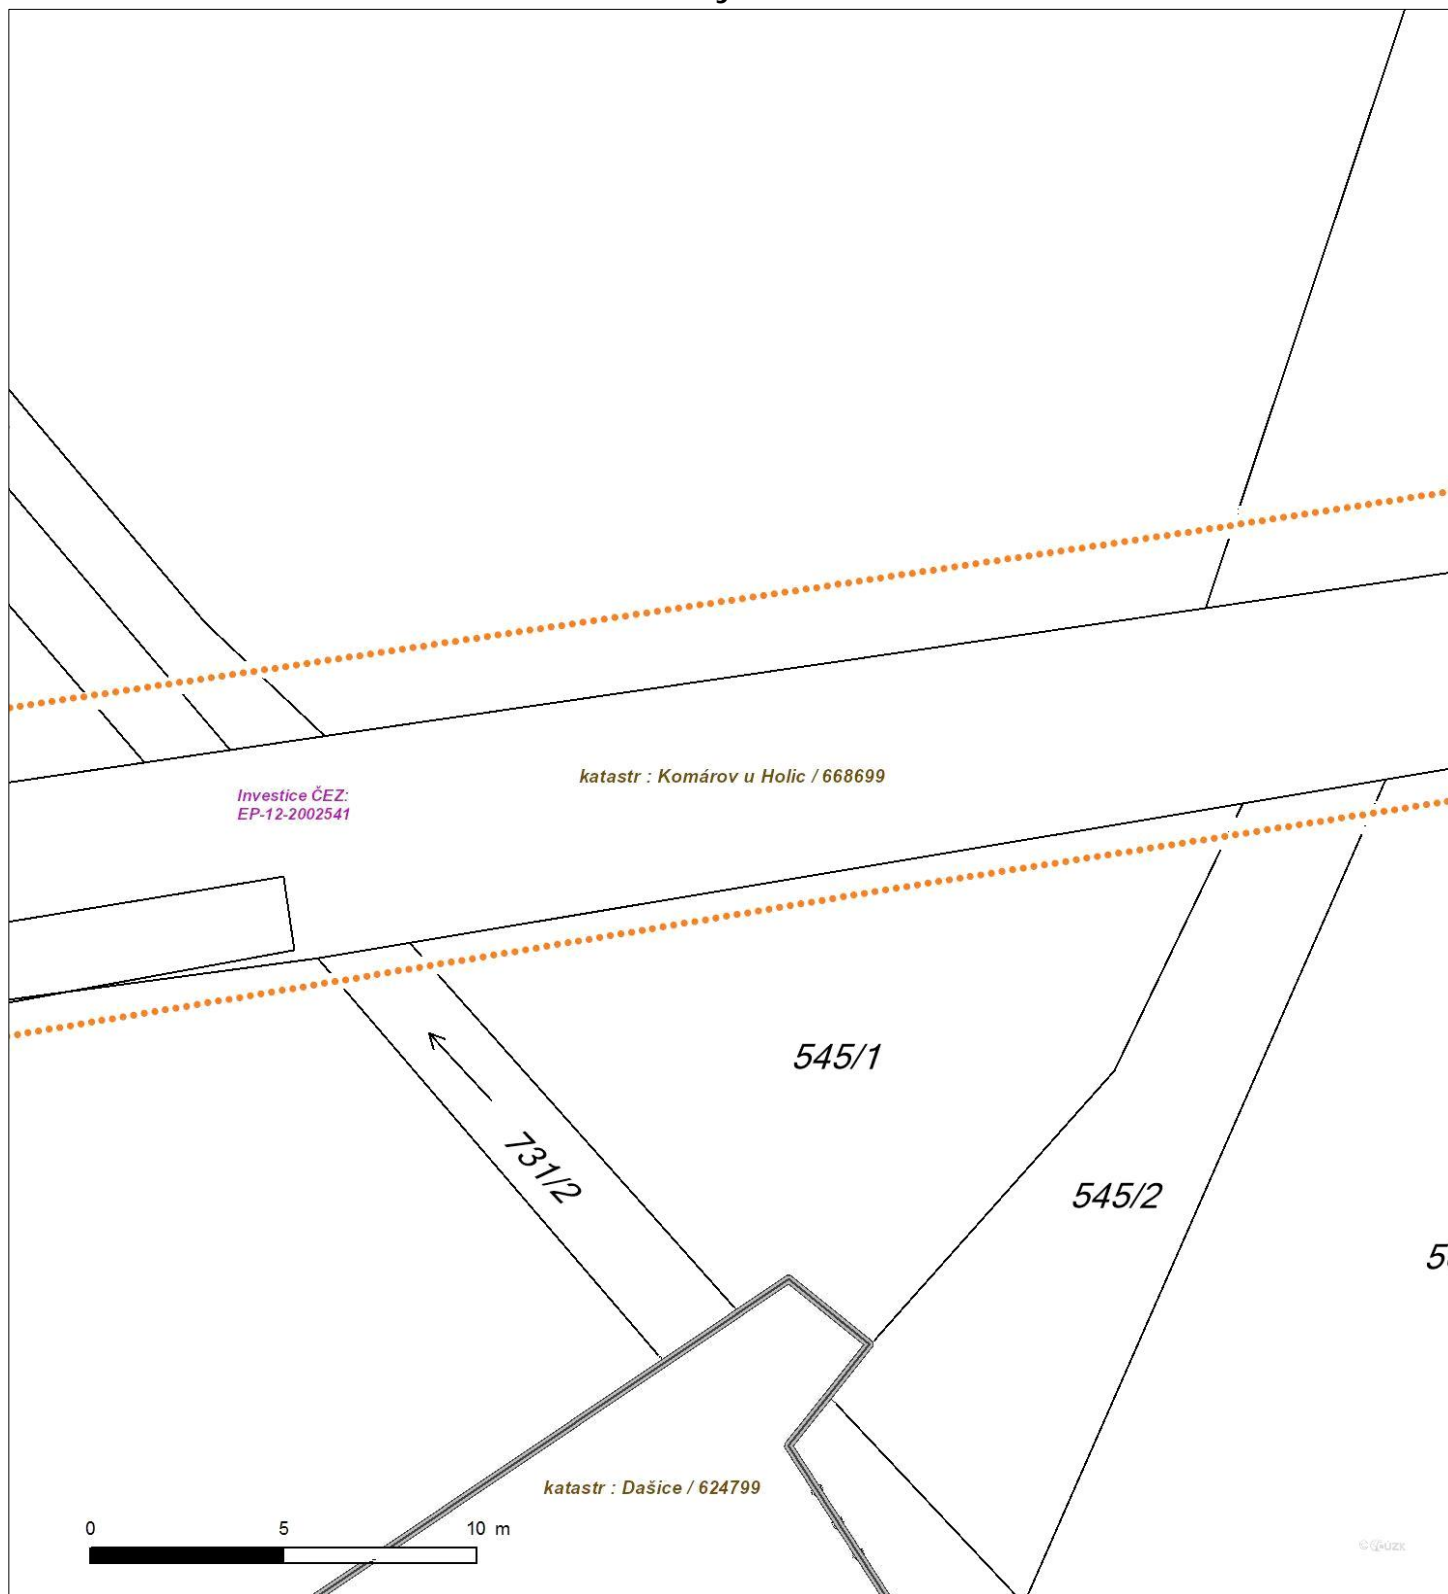 katastr : Komárov u Holic / 668699
Investice ČEZ:
EP-12-2002541
545/1
731/2
545/2
katastr : Dašice / 624799
0 5 10 m